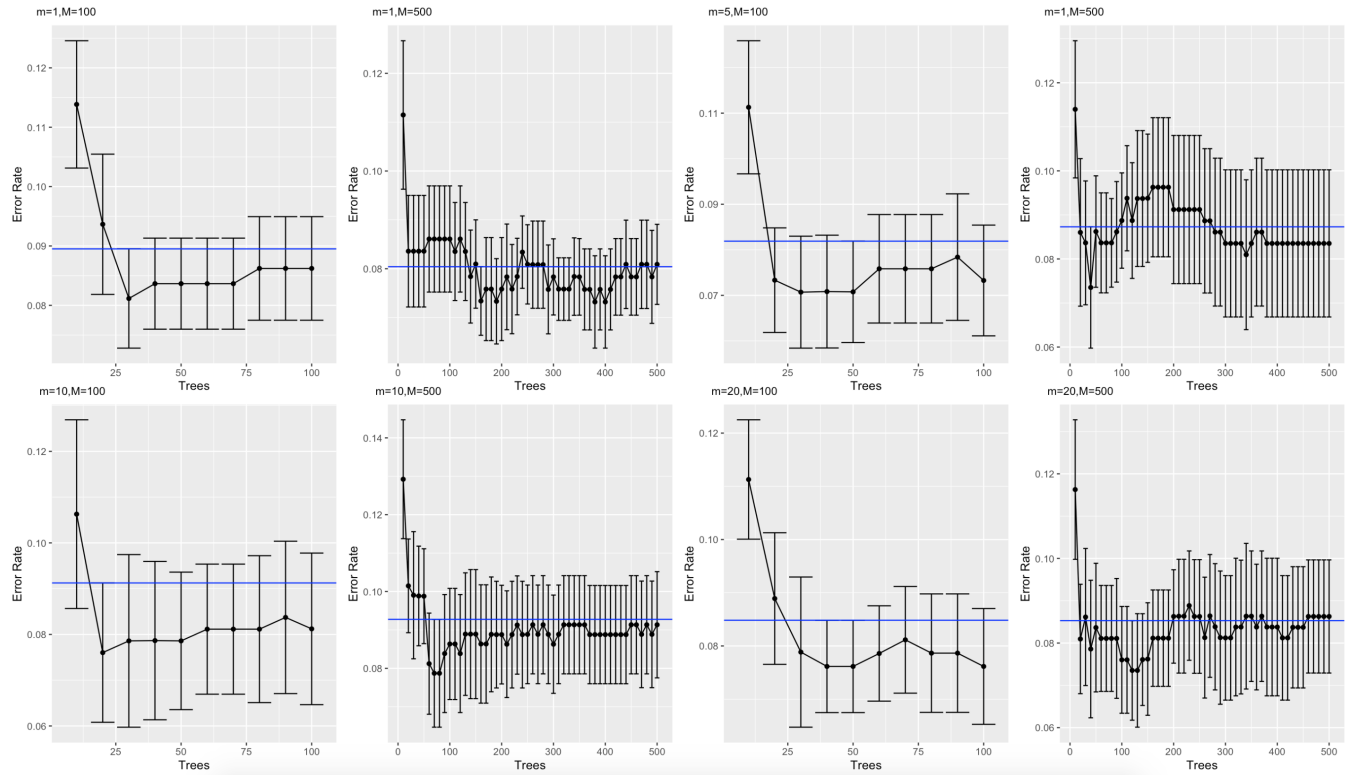 m=1,M=100
m=1,M=500
m=5,M=100
m=1,M=500
0.12
0.11
0.10
0.09
0.08
Error Rate
25
50
75
100
Trees
0.12
0.10
0.08
Error Rate
0
100
200
300
400
500
Trees
0.11
0.09
0.07
Error Rate
25
50
75
100
Trees
0.12
0.10
0.08
0.06
Error Rate
0
100
200
300
400
500
Trees
m=10,M=100
m=10,M=500
m=20,M=100
m=20,M=500
0.12
0.10
0.08
0.06
Error Rate
25
50
75
100
Trees
0.14
0.12
0.10
0.08
Error Rate
0
100
200
300
400
500
Trees
0.12
0.10
0.08
Error Rate
25
50
75
100
Trees
0.12
0.10
0.08
0.06
Error Rate
0
100
200
300
400
500
Trees